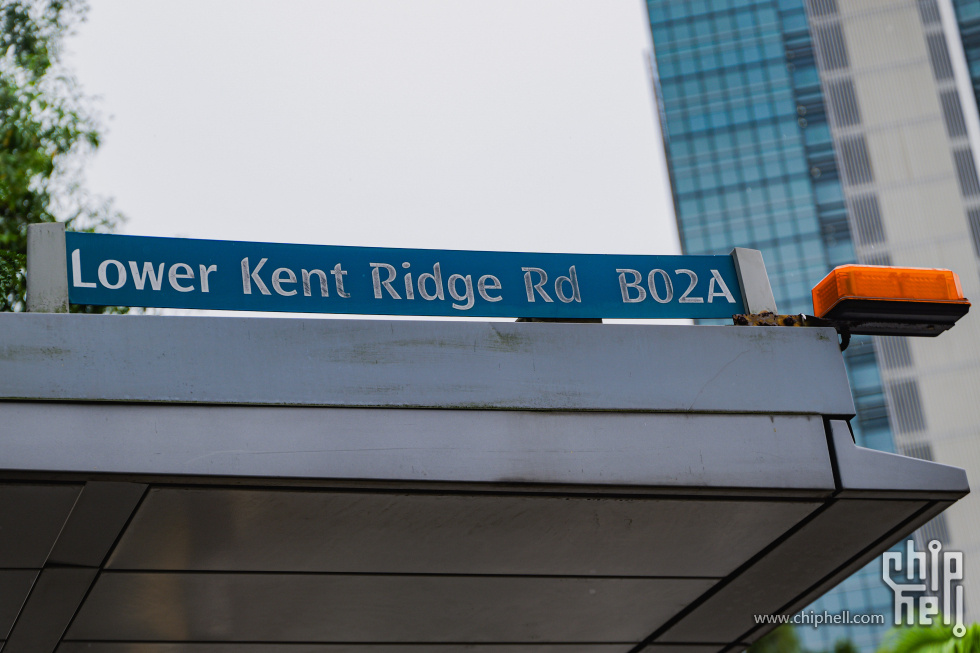 Lower Kent Ridge Rd B02A
www.chiphell.com
chip
hell